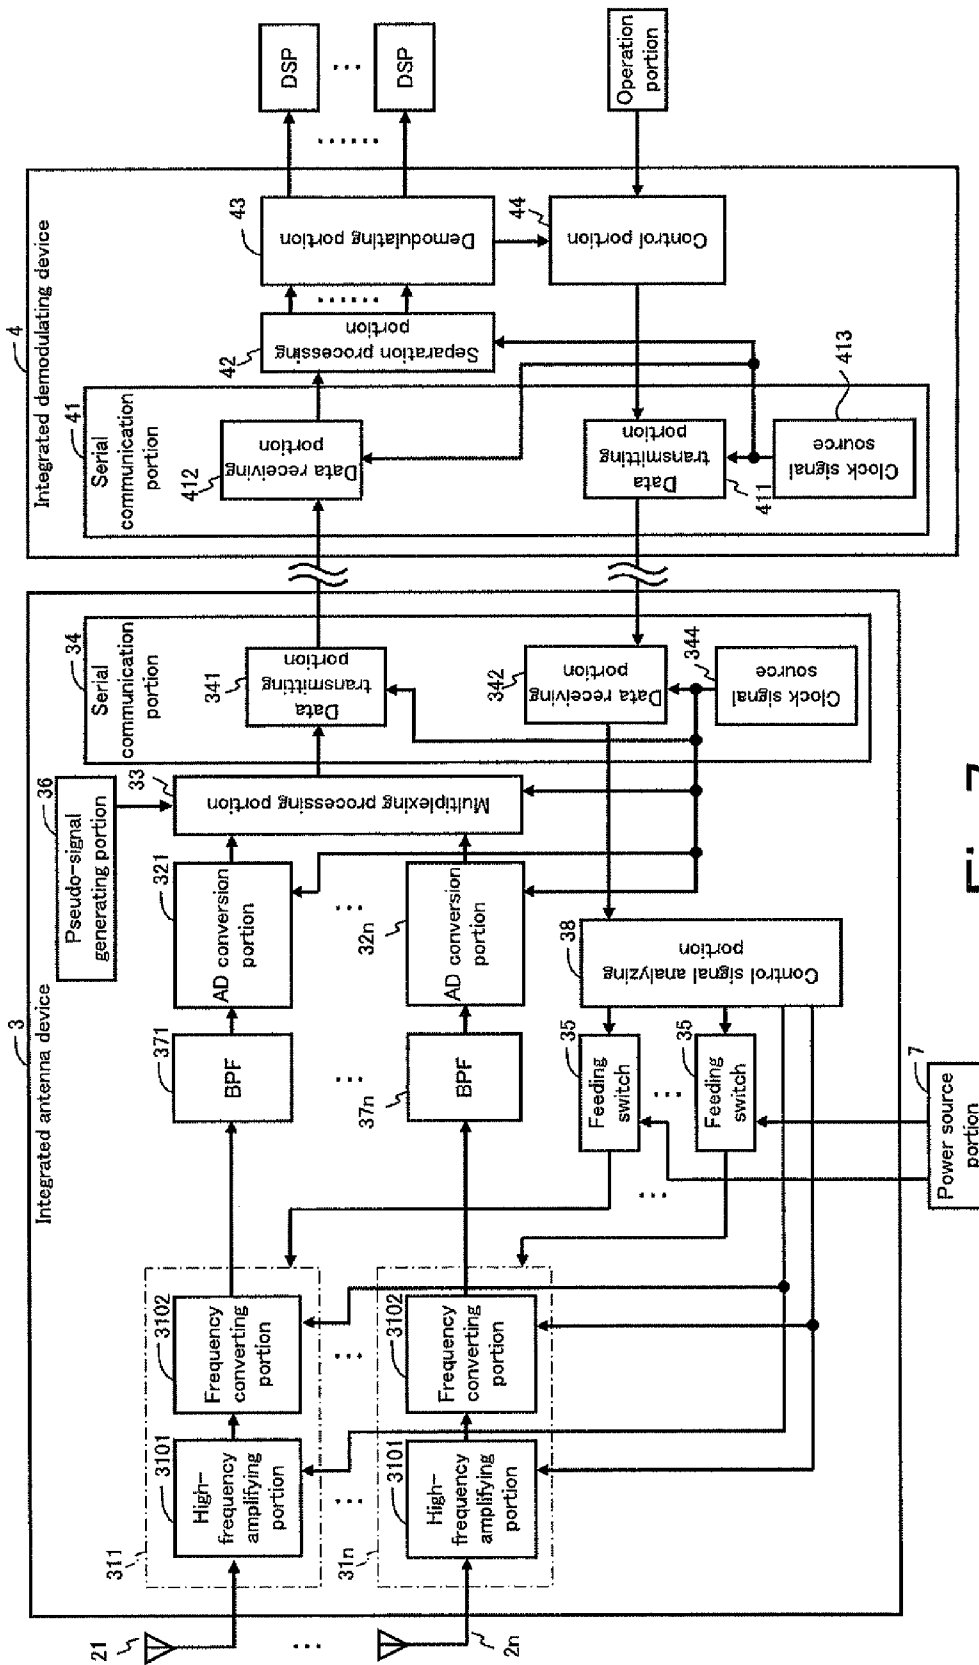 3
Integrated antenna device
21
2n
311
31n
3101
High-
frequency
amplifying
portion
3102
Frequency
converting
portion
3101
High-
frequency
amplifying
portion
3102
Frequency
converting
portion
371
BPF
37n
BPF
321
AD conversion
portion
32n
AD conversion
portion
36
Pseudo-signal
generating portion
33
Multiplexing processing portion
34
Serial
communication
portion
341
Data
transmitting
portion
342
Data receiving
portion
344
Clock signal
source
38
Control signal analyzing
portion
35
Feeding
switch
35
Feeding
switch
7
Power source
portion
4
Integrated demodulating device
41
Serial
communication
portion
412
Data receiving
portion
411
Data
transmitting
portion
413
Clock signal
source
42
Separation processing
portion
43
Demodulating portion
44
Control portion
DSP
DSP
Operation
portion